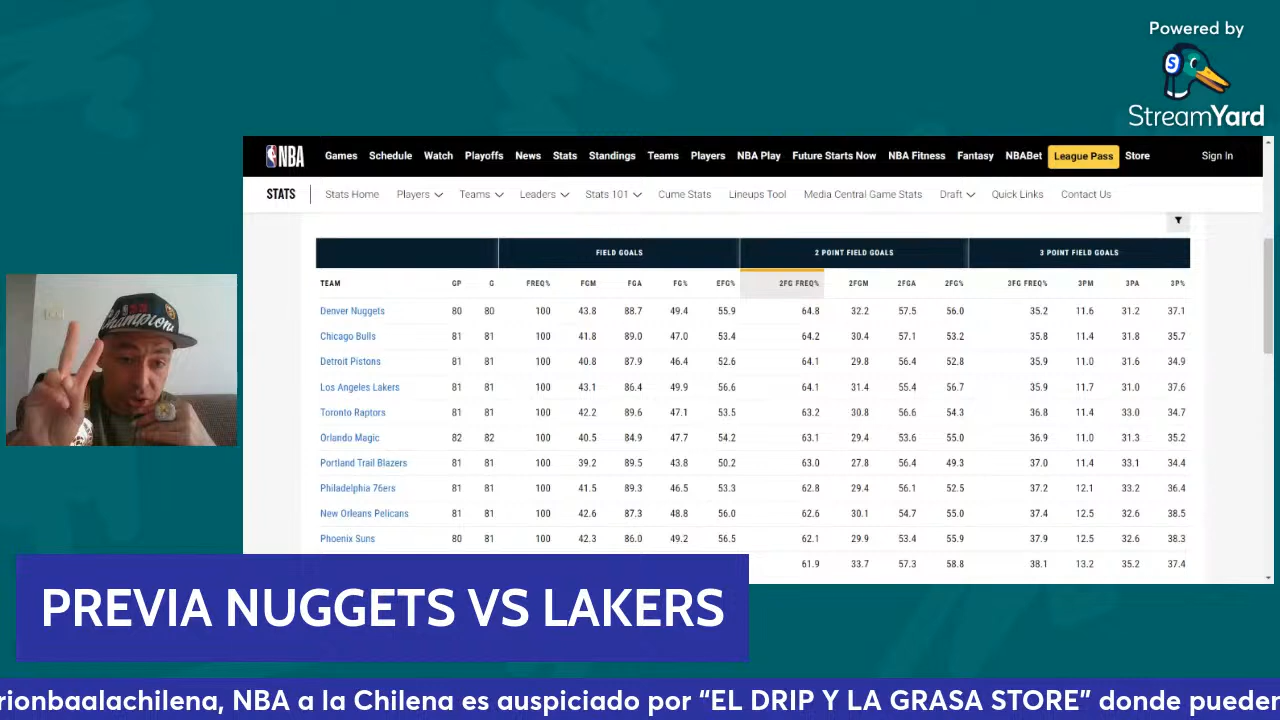 Powered by
S
StreamYard
NBA Games Schedule Watch Playoffs News Stats Standings Teams Players NBA Play Future Starts Now NBA Fitness Fantasy NBABet League Pass Store Sign In
STATS Stats Home Players Teams Leaders Stats 101 Cume Stats Lineups Tool Media Central Game Stats Draft Quick Links Contact Us
FIELD GOALS 2 POINT FIELD GOALS 3 POINT FIELD GOALS
TEAM GP G FREQ% FGM FGA FG% EFG% 2FG FREQ% 2FGM 2FGA 2FG% 3FG FREQ% 3PM 3PA 3P%
Denver Nuggets 80 80 100 43.8 88.7 49.4 55.9 64.8 32.2 57.5 56.0 35.2 11.6 31.2 37.1
Chicago Bulls 81 81 100 41.8 89.0 47.0 53.4 64.2 30.4 57.1 53.2 35.8 11.4 31.8 35.7
Detroit Pistons 81 81 100 40.8 87.9 46.4 52.6 64.1 29.8 56.4 52.8 35.9 11.0 31.6 34.9
Los Angeles Lakers 81 81 100 43.1 86.4 49.9 56.6 64.1 31.4 55.4 56.7 35.9 11.7 31.0 37.6
Toronto Raptors 81 81 100 42.2 89.6 47.1 53.5 63.2 30.8 56.6 54.3 36.8 11.4 33.0 34.7
Orlando Magic 82 82 100 40.5 84.9 47.7 54.2 63.1 29.4 53.6 55.0 36.9 11.0 31.3 35.2
Portland Trail Blazers 81 81 100 39.2 89.5 43.8 50.2 63.0 27.8 56.4 49.3 37.0 11.4 33.1 34.4
Philadelphia 76ers 81 81 100 41.5 89.3 46.5 53.3 62.8 29.4 56.1 52.5 37.2 12.1 33.2 36.4
New Orleans Pelicans 81 81 100 42.6 87.3 48.8 56.0 62.6 30.1 54.7 55.0 37.4 12.5 32.6 38.5
Phoenix Suns 80 81 100 42.3 86.0 49.2 56.5 62.1 29.9 53.4 55.9 37.9 12.5 32.6 38.3
61.9 33.7 57.3 58.8 38.1 13.2 35.2 37.4
PREVIA NUGGETS VS LAKERS
rionbaalachilena, NBA a la Chilena es auspiciado por “EL DRIP Y LA GRASA STORE” donde pueden